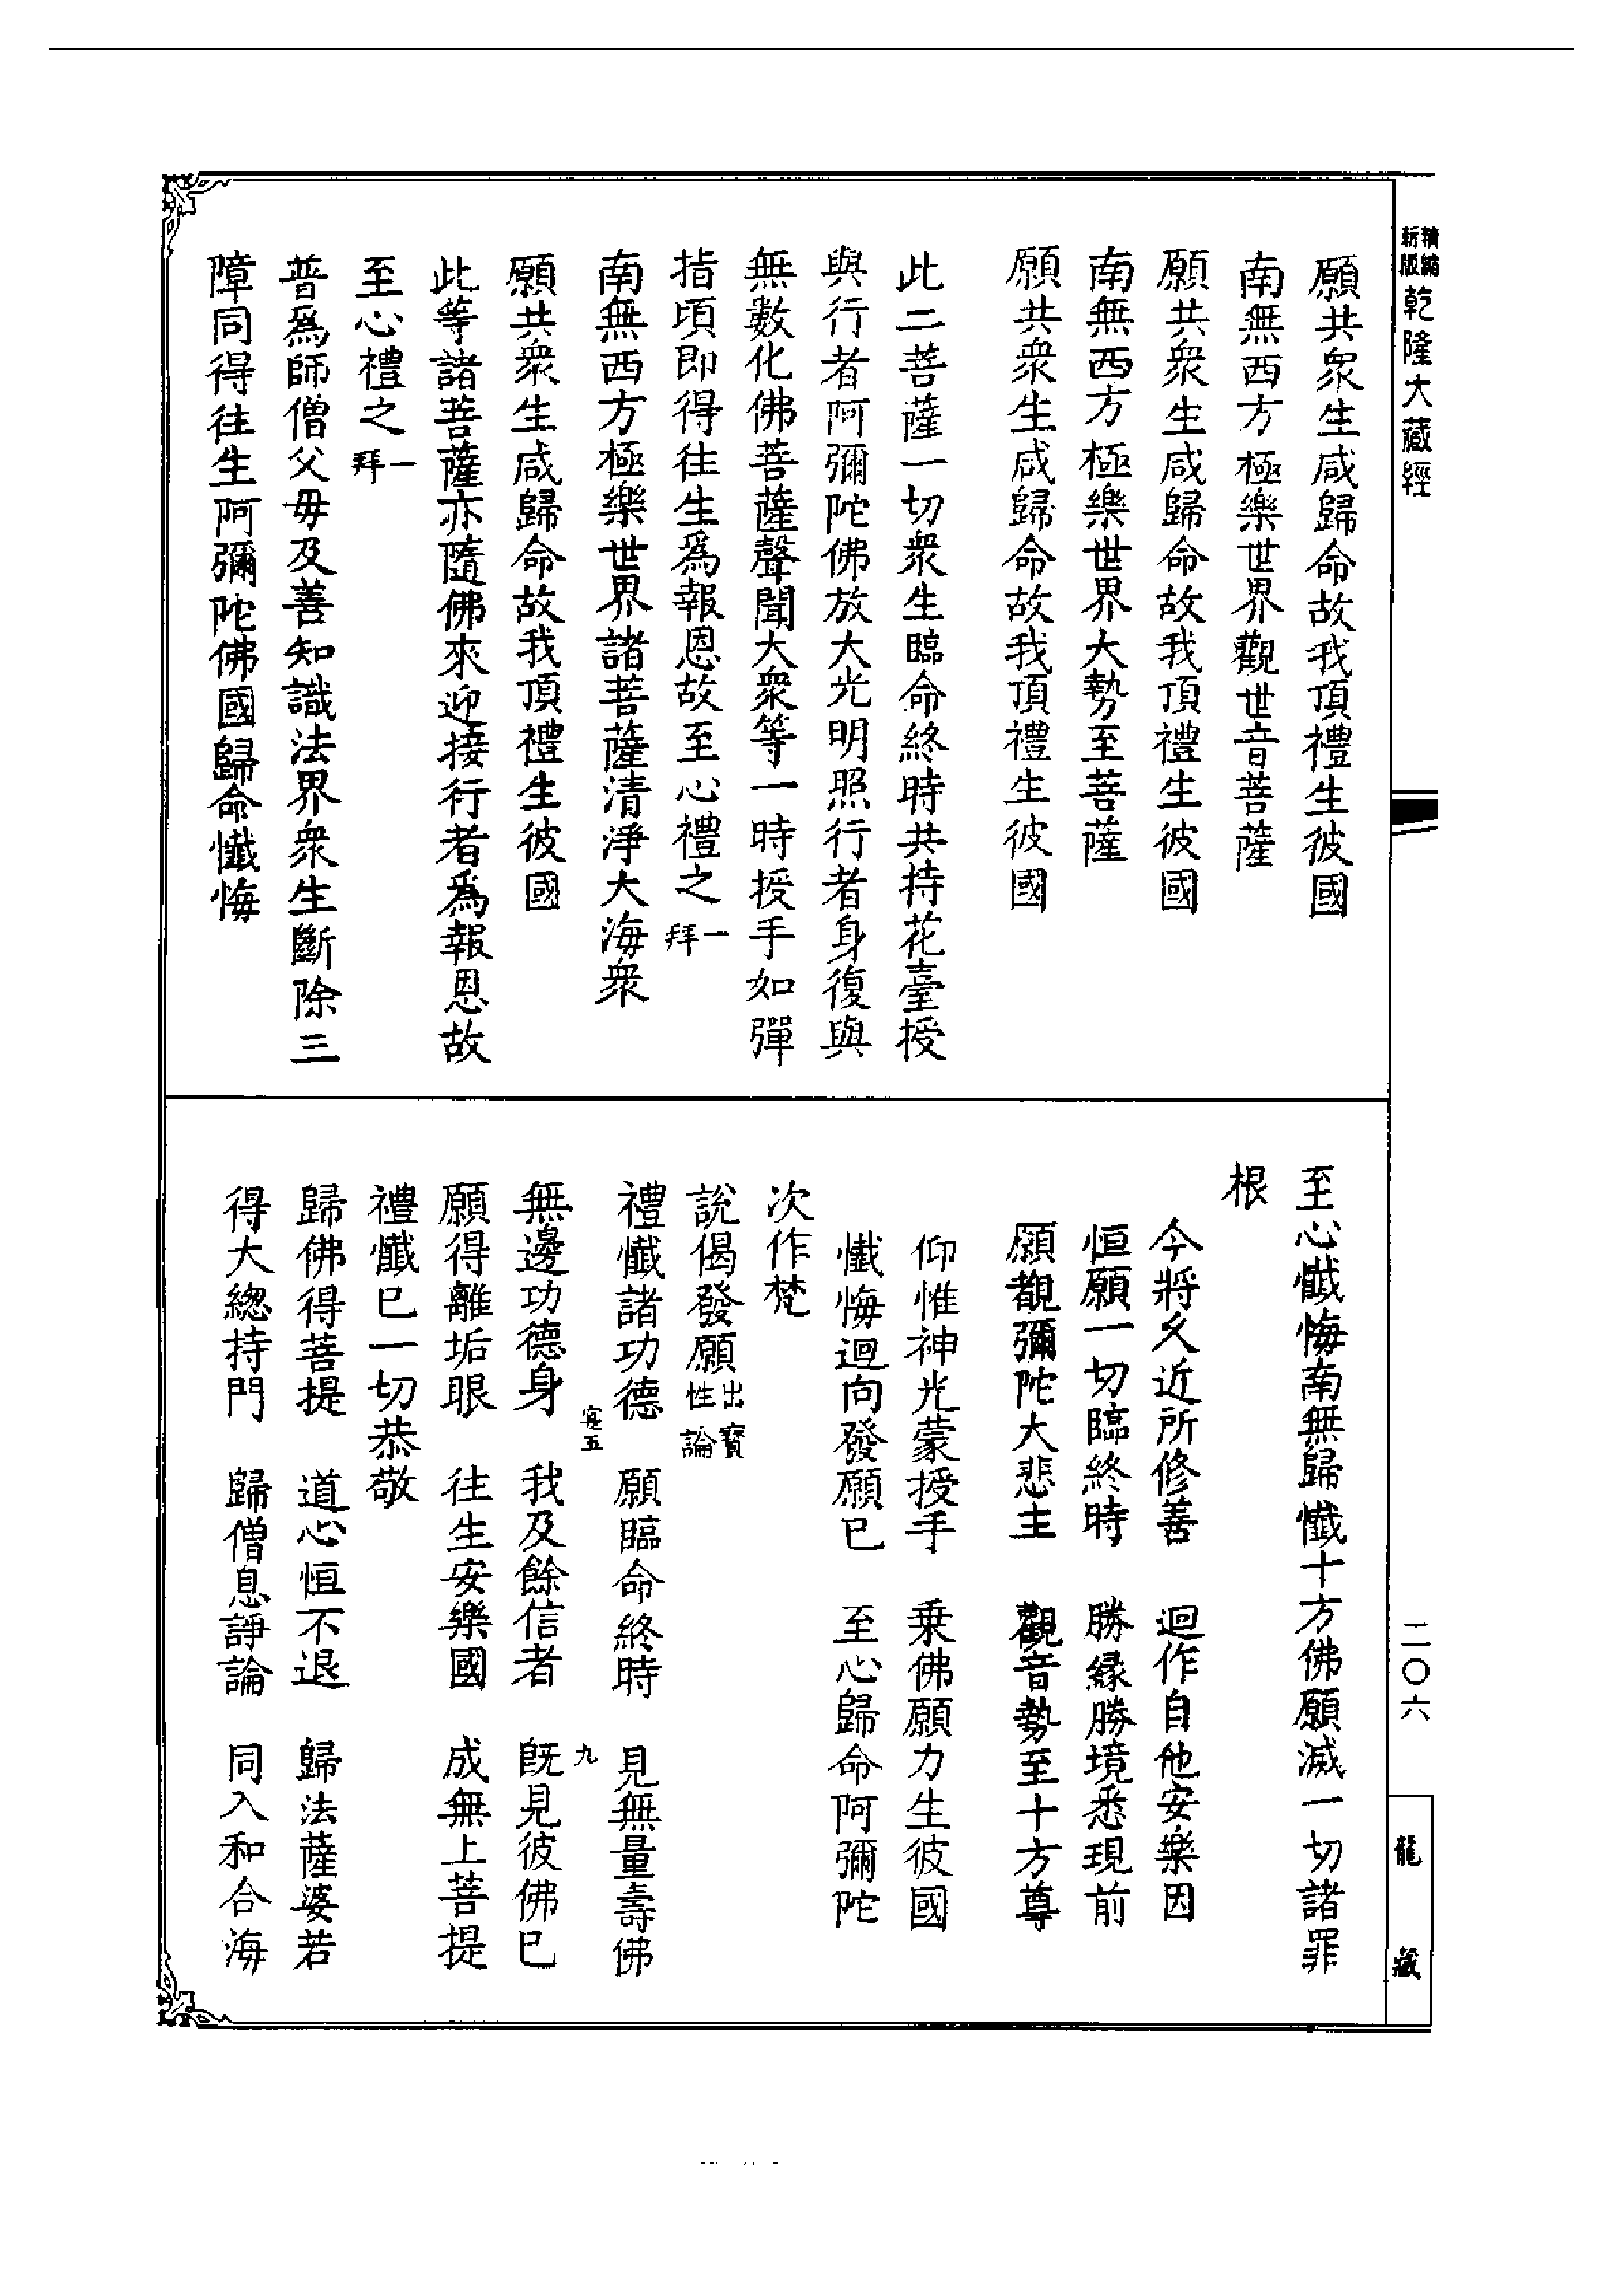 精縮新版乾隆大藏經
願共衆生咸歸命故我頂禮生彼國
南無西方極樂世界觀世音菩薩
願共衆生咸歸命故我頂禮生彼國
南無西方極樂世界大勢至菩薩
願共衆生咸歸命故我頂禮生彼國
此二菩薩一切衆生臨命終時共持花臺授
與行者阿彌陀佛放大光明照行者身復與
無數化佛菩薩聲聞大衆等一時授手如彈
指頃即得往生爲報恩故至心禮之一拜
南無西方極樂世界諸菩薩清淨大海衆
願共衆生咸歸命故我頂禮生彼國
此等諸菩薩亦隨佛來迎接行者爲報恩故
至心禮之一拜
普爲師僧父毋及善知識法界衆生斷除三
障同得往生阿彌陀佛國歸命懺悔
至心懺悔南無歸懺十方佛願滅一切諸罪
根
今將久近所修善　迴作自他安樂因
恒願一切臨終時　勝縁勝境悉現前
願覩彌陀大悲主　觀音勢至十方尊
仰惟神光蒙授手　乗佛願力生彼國
懺悔迴向發願已　至心歸命阿彌陀
次作梵
說偈發願出寶性論
禮懺諸功德　願臨命終時　見無量壽佛
寔五　九
無邊功德身　我及餘信者　旣見彼佛已
願得離垢眼　往生安樂國　成無上菩提
禮懺已一切恭敬
歸佛得菩提　道心恒不退　歸法薩婆若
得大緫持門　歸僧息諍論　同入和合海
二〇六
龍藏